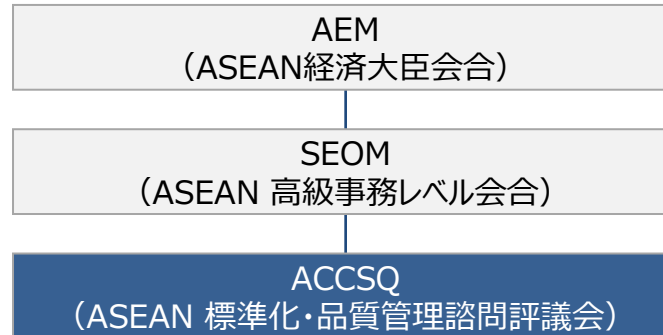 AEM
（ASEAN経済大臣会合）
SEOM
（ASEAN 高級事務レベル会合）
ACCSQ
（ASEAN 標準化・品質管理諮問評議会）